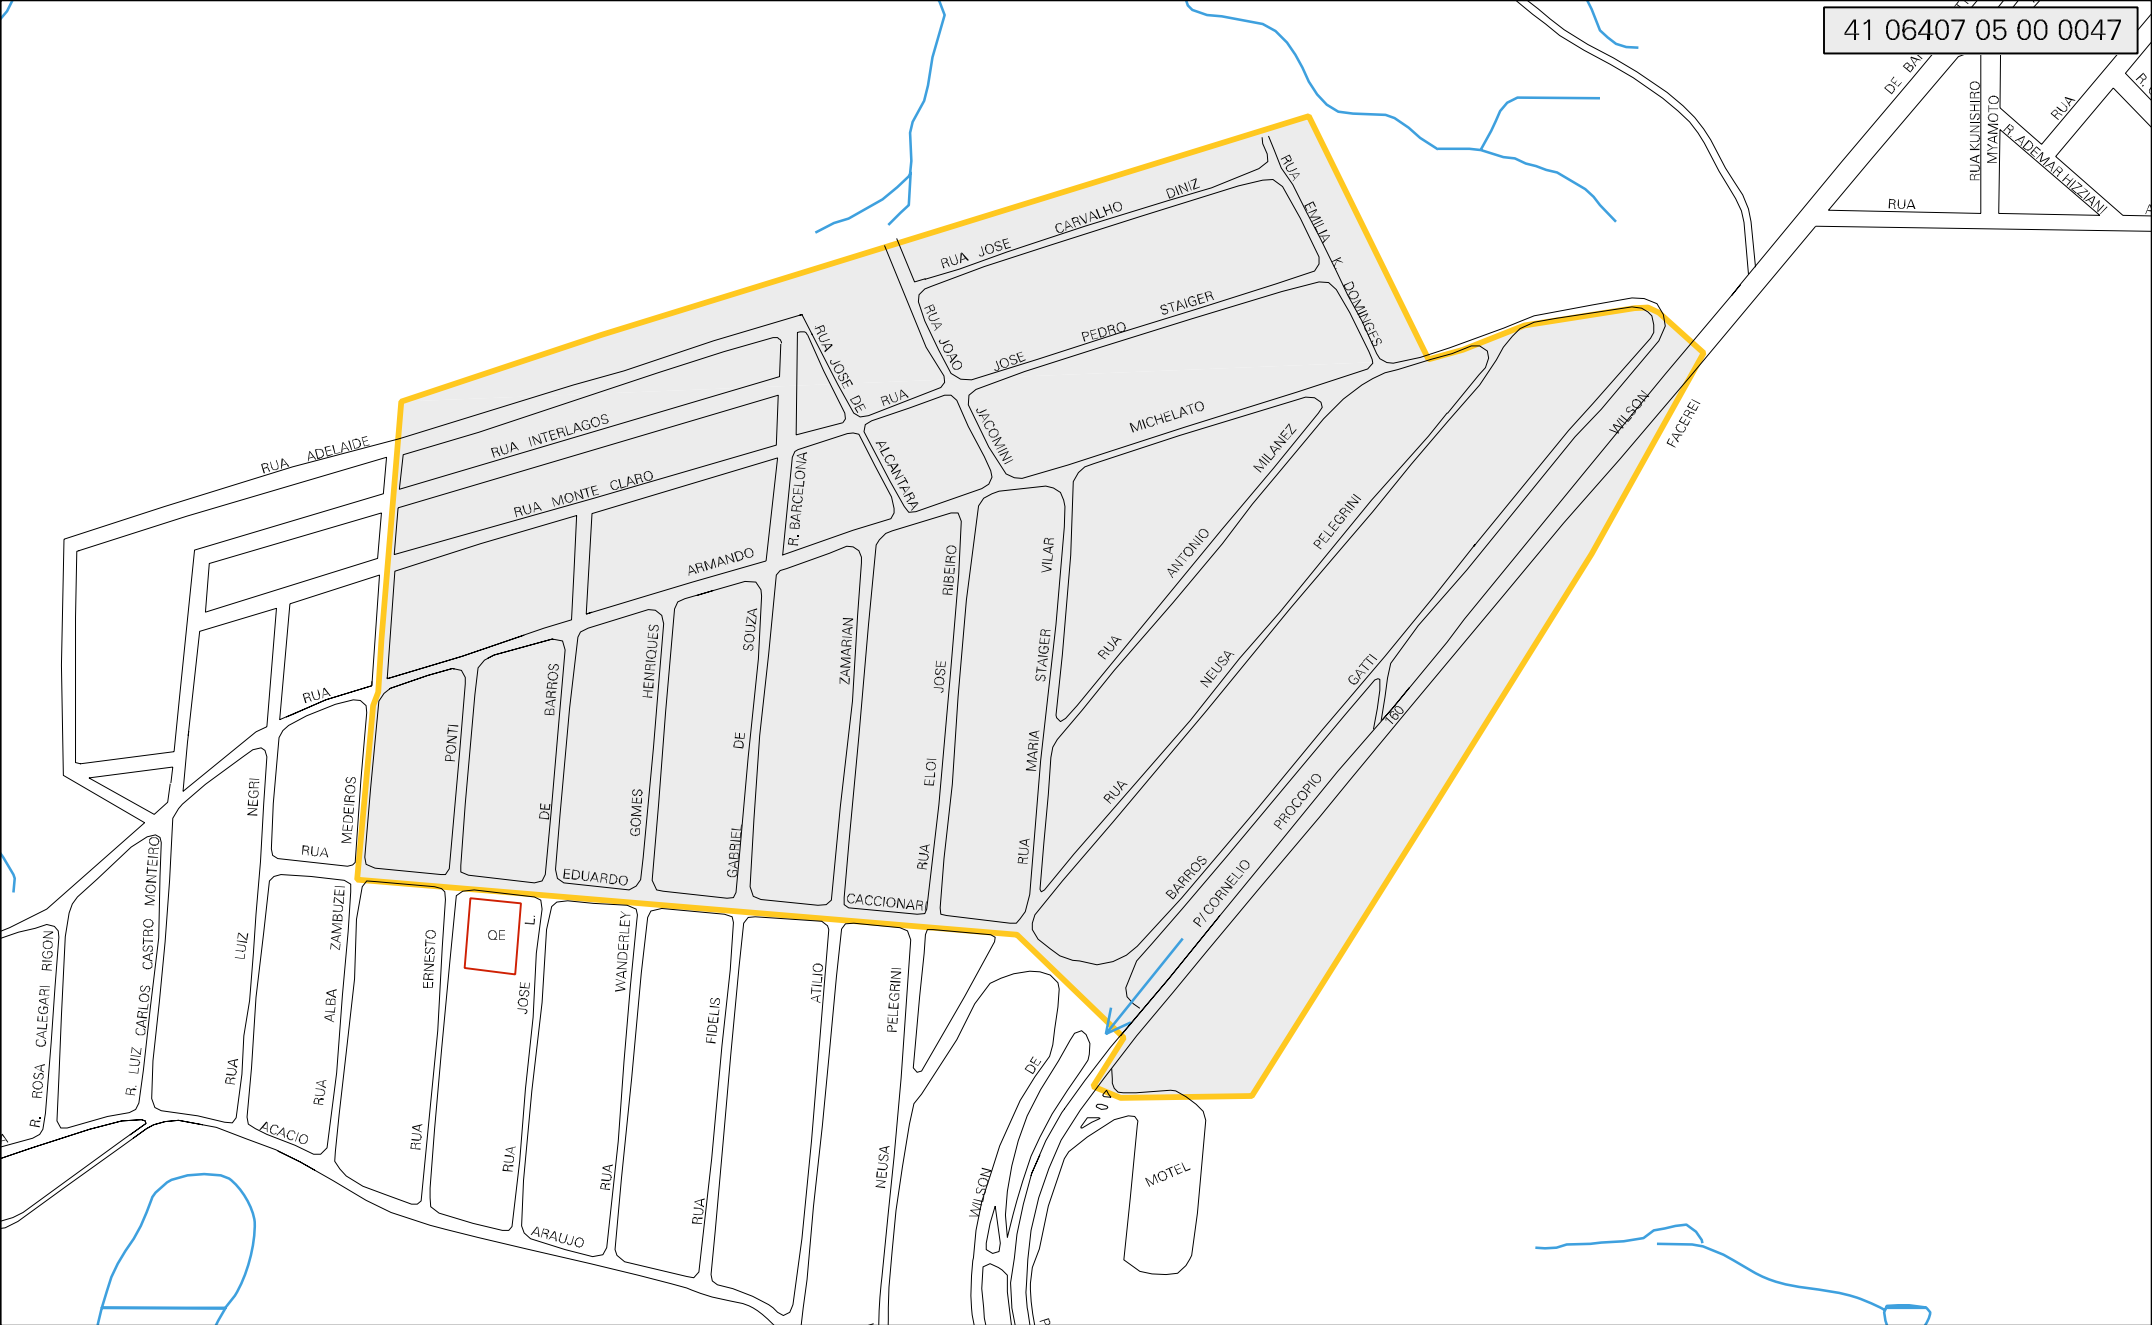 41 06407 05 00 0047
DE
RUA KUNISHIRO
MYAMOTO
RUA
R. ADEMAR HIZZIANI
RUA
RUA EMILIA K DOMINGES
RUA JOSE CARVALHO DINIZ
RUA JOAO JACOMINI
JOSE PEDRO STAIGER
RUA JOSE DE ALCANTARA
RUA
MICHELATO
RUA ADELAIDE
RUA INTERLAGOS
RUA MONTE CLARO
R. BARCELONA
RUA
ARMANDO
RUA ANTONIO MILANEZ
RUA NEUSA PELEGRINI
WILSON
FACEREI
BARROS
GATTI
P/ CORNELIO PROCOPIO
160
RUA MARIA STAIGER VILAR
RUA ELOI JOSE RIBEIRO
ZAMARIAN
GABRIEL DE SOUZA
GOMES HENRIQUES
DE BARROS
PONTI
MEDEIROS
NEGRI
RUA
EDUARDO
CACCIONARI
QE
R. ROSA CALEGARI RIGON
R. LUIZ CARLOS CASTRO MONTEIRO
RUA LUIZ
RUA ALBA ZAMBUZEI
RUA ERNESTO
RUA JOSE L.
RUA WANDERLEY
RUA FIDELIS
ATILIO
NEUSA PELEGRINI
WILSON DE
ACACIO
ARAUJO
MOTEL